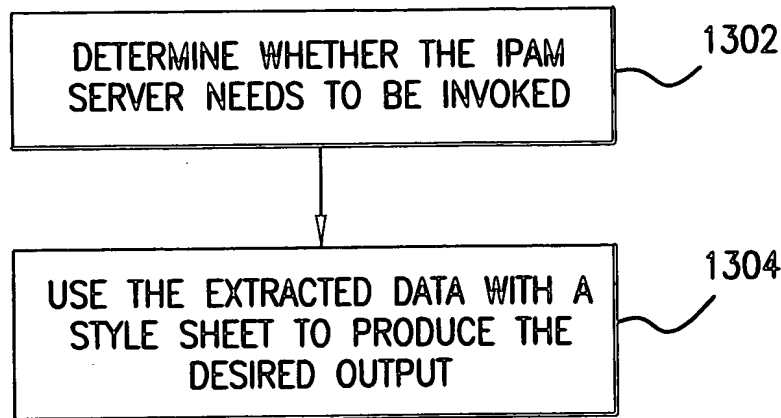 DETERMINE WHETHER THE IPAM
SERVER NEEDS TO BE INVOKED
1302
USE THE EXTRACTED DATA WITH A
STYLE SHEET TO PRODUCE THE
DESIRED OUTPUT
1304